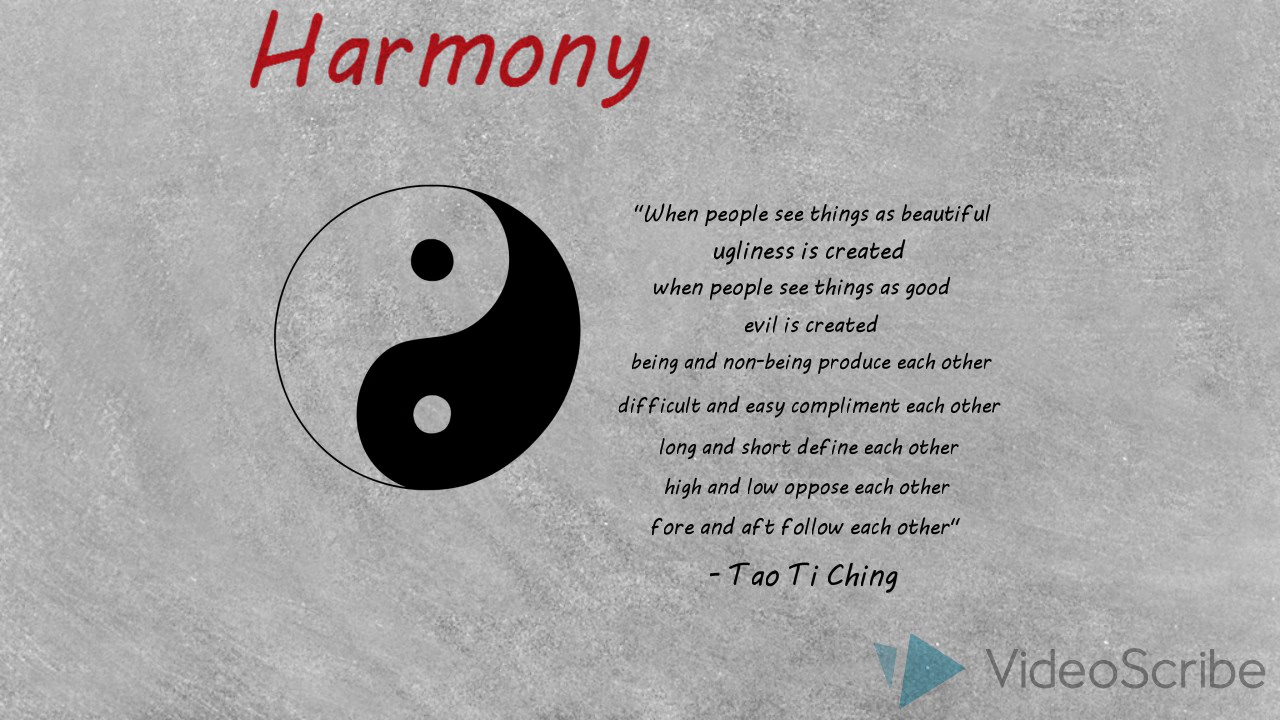 Harmony
“When people see things as beautiful
ugliness is created
when people see things as good
evil is created
being and non-being produce each other
difficult and easy compliment each other
long and short define each other
high and low oppose each other
fore and aft follow each other“
- Tao Ti Ching
VideoScribe